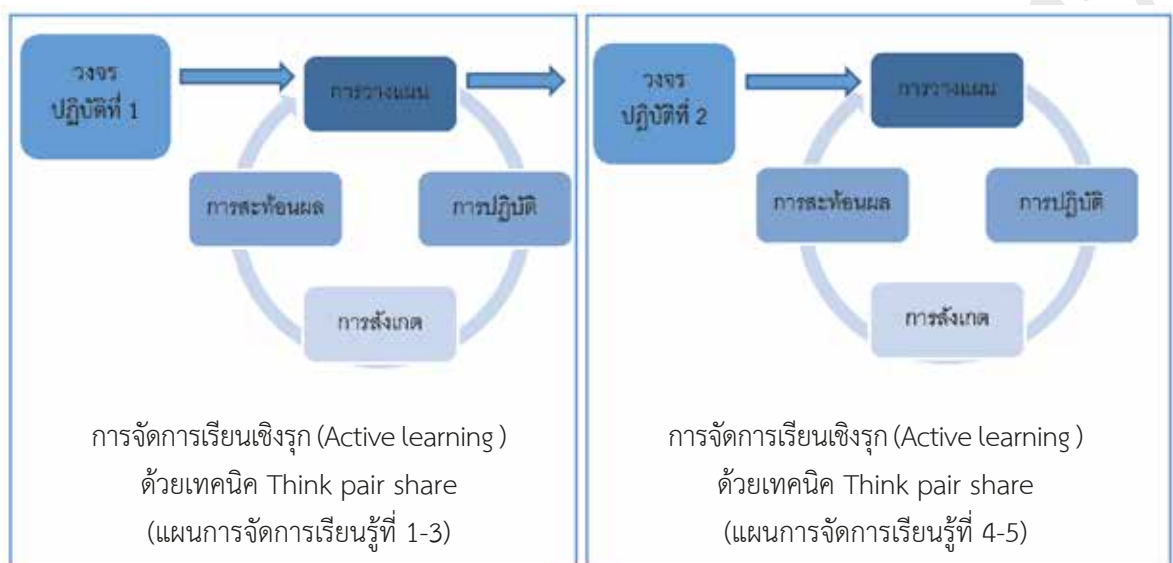 วงจร
ปฏิบัติที่ 1
การวางแผน
การปฏิบัติ
การสังเกต
การสะท้อนผล
การจัดการเรียนเชิงรุก (Active learning )
ด้วยเทคนิค Think pair share
(แผนการจัดการเรียนรู้ที่ 1-3)
วงจร
ปฏิบัติที่ 2
การวางแผน
การปฏิบัติ
การสังเกต
การสะท้อนผล
การจัดการเรียนเชิงรุก (Active learning )
ด้วยเทคนิค Think pair share
(แผนการจัดการเรียนรู้ที่ 4-5)